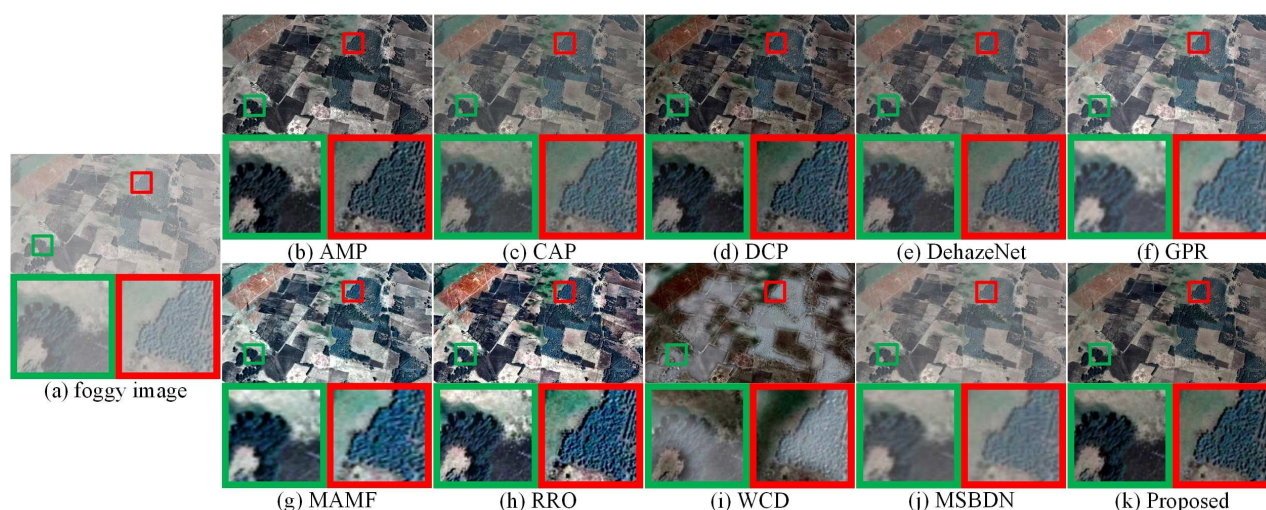 (b) AMP
(c) CAP
(d) DCP
(e) DehazeNet
(f) GPR
(a) foggy image
(g) MAMF
(h) RRO
(i) WCD
(j) MSBDN
(k) Proposed